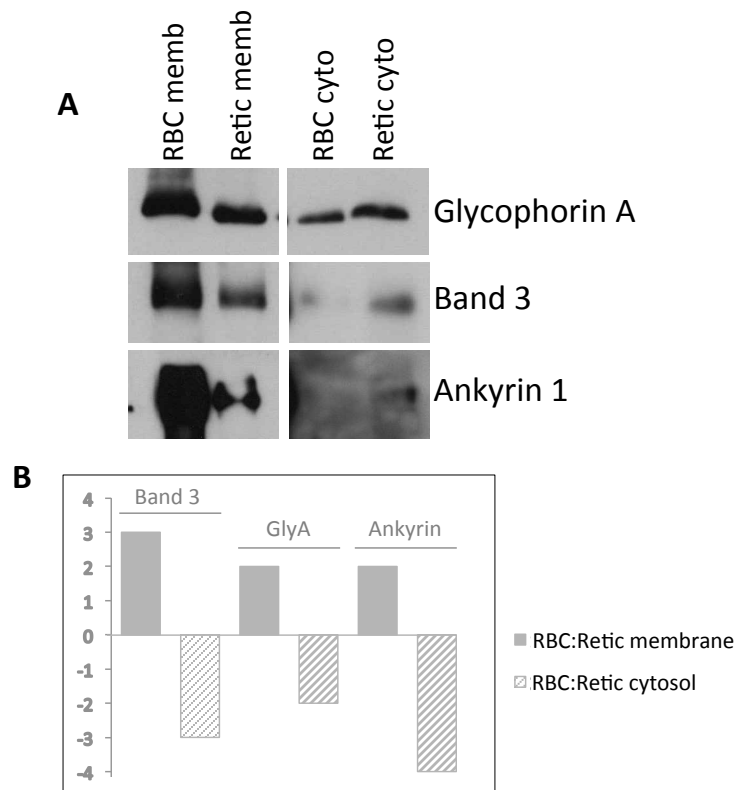 A
RBC memb
Retic memb
RBC cyto
Retic cyto
Glycophorin A
Band 3
Ankyrin 1
B
4
3
2
1
0
-1
-2
-3
-4
Band 3
GlyA
Ankyrin
RBC:Retic membrane
RBC:Retic cytosol